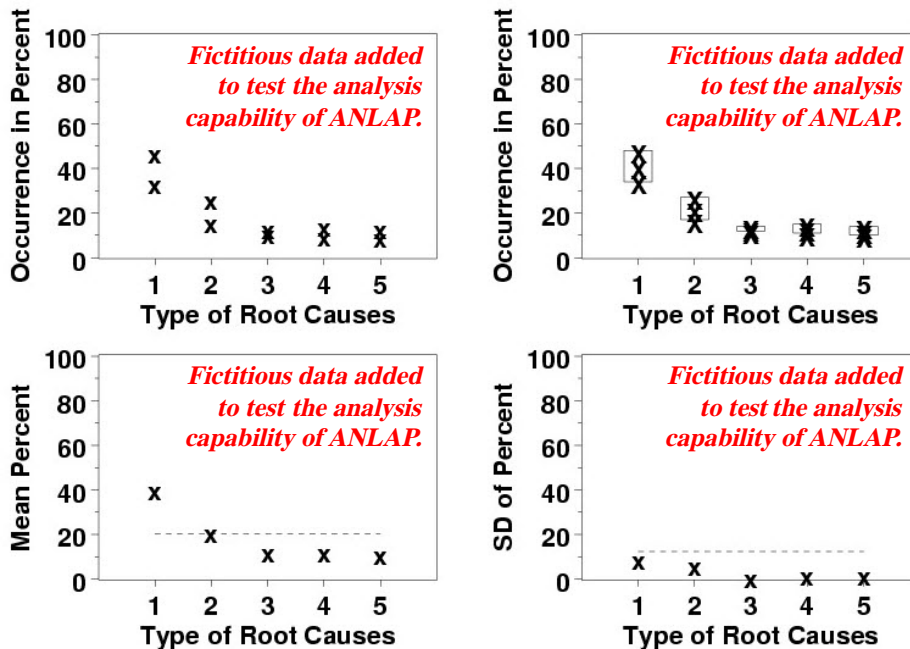 Occurrence in Percent
100
80
60
40
20
0
Fictitious data added
to test the analysis
capability of ANLAP.
1 2 3 4 5
Type of Root Causes
Occurrence in Percent
100
80
60
40
20
0
Fictitious data added
to test the analysis
capability of ANLAP.
1 2 3 4 5
Type of Root Causes
Mean Percent
100
80
60
40
20
0
Fictitious data added
to test the analysis
capability of ANLAP.
1 2 3 4 5
Type of Root Causes
SD of Percent
100
80
60
40
20
0
Fictitious data added
to test the analysis
capability of ANLAP.
1 2 3 4 5
Type of Root Causes